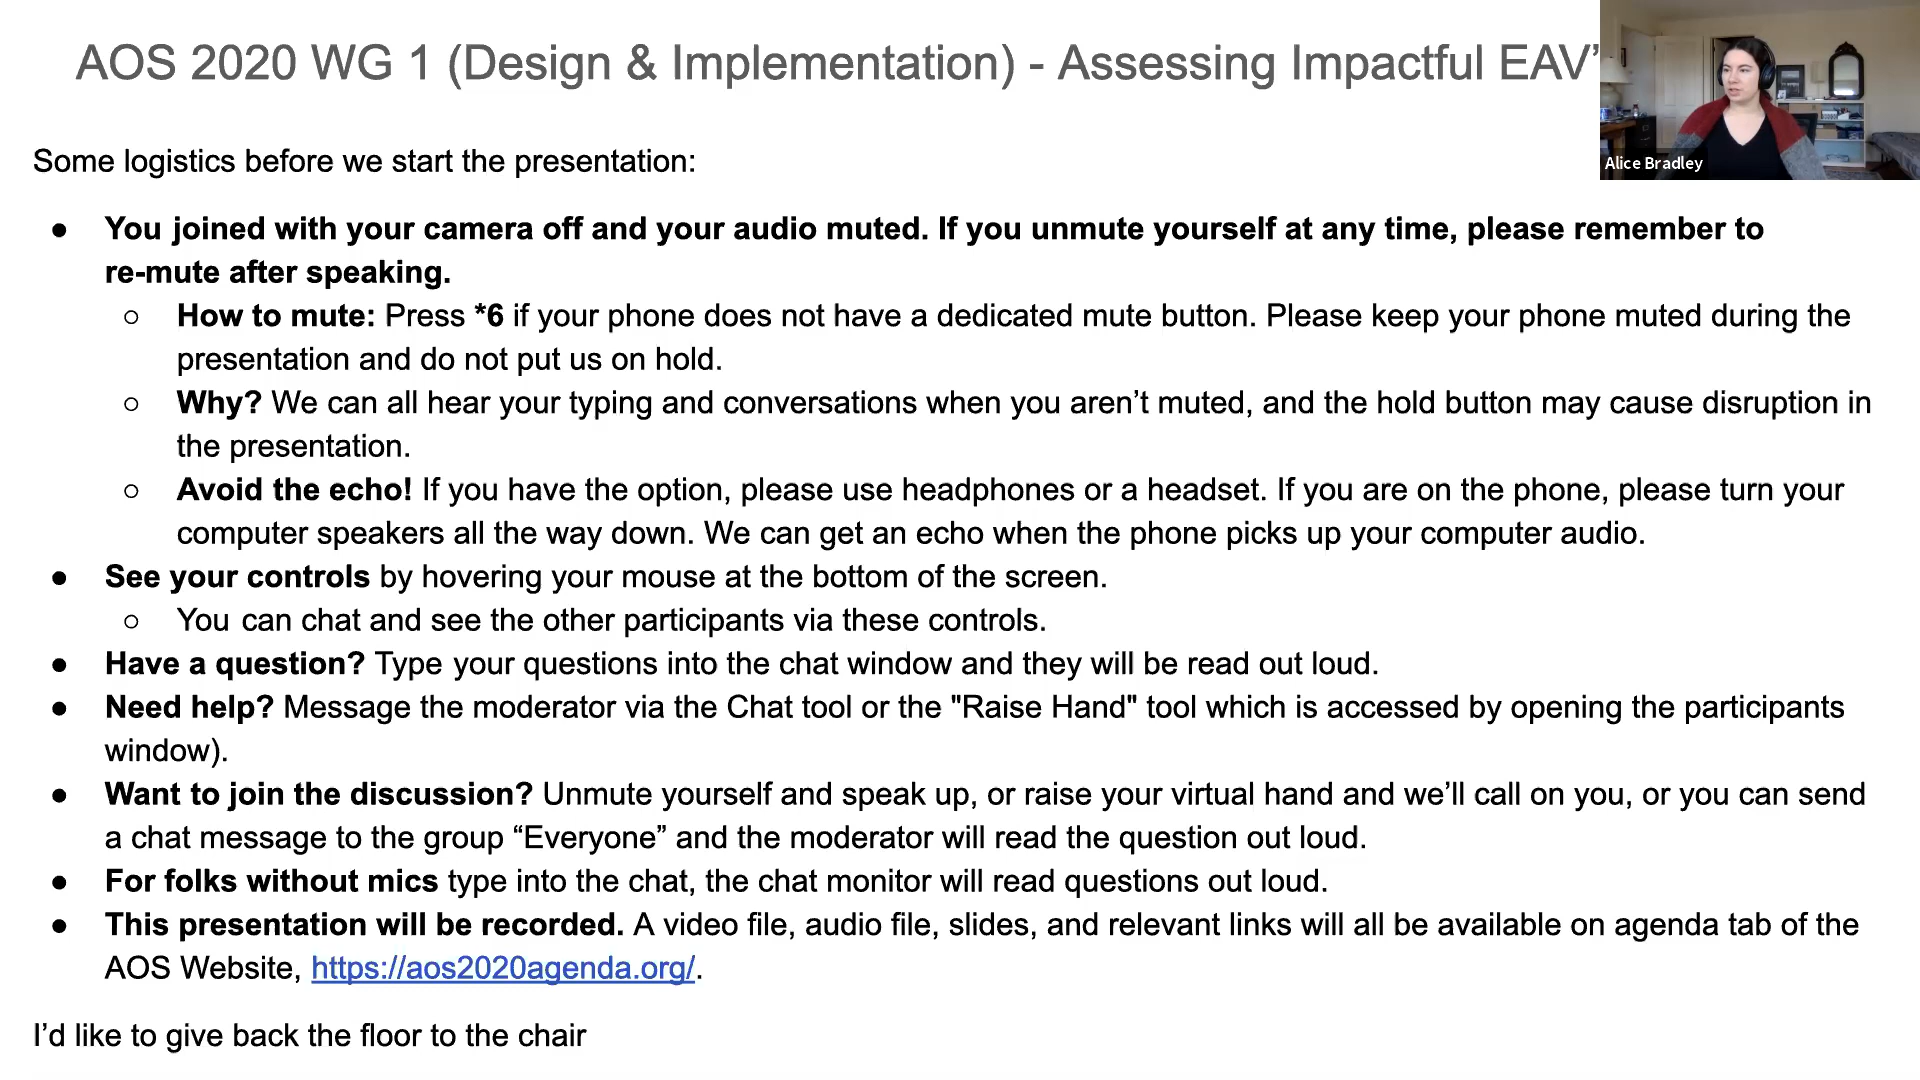 AOS 2020 WG 1 (Design & Implementation) - Assessing Impactful EAV’
Alice Bradley
Some logistics before we start the presentation:
● You joined with your camera off and your audio muted. If you unmute yourself at any time, please remember to
re-mute after speaking.
○ How to mute: Press *6 if your phone does not have a dedicated mute button. Please keep your phone muted during the
presentation and do not put us on hold.
○ Why? We can all hear your typing and conversations when you aren’t muted, and the hold button may cause disruption in
the presentation.
○ Avoid the echo! If you have the option, please use headphones or a headset. If you are on the phone, please turn your
computer speakers all the way down. We can get an echo when the phone picks up your computer audio.
● See your controls by hovering your mouse at the bottom of the screen.
○ You can chat and see the other participants via these controls.
● Have a question? Type your questions into the chat window and they will be read out loud.
● Need help? Message the moderator via the Chat tool or the "Raise Hand" tool which is accessed by opening the participants
window).
● Want to join the discussion? Unmute yourself and speak up, or raise your virtual hand and we’ll call on you, or you can send
a chat message to the group “Everyone” and the moderator will read the question out loud.
● For folks without mics type into the chat, the chat monitor will read questions out loud.
● This presentation will be recorded. A video file, audio file, slides, and relevant links will all be available on agenda tab of the
AOS Website, https://aos2020agenda.org/.
I’d like to give back the floor to the chair